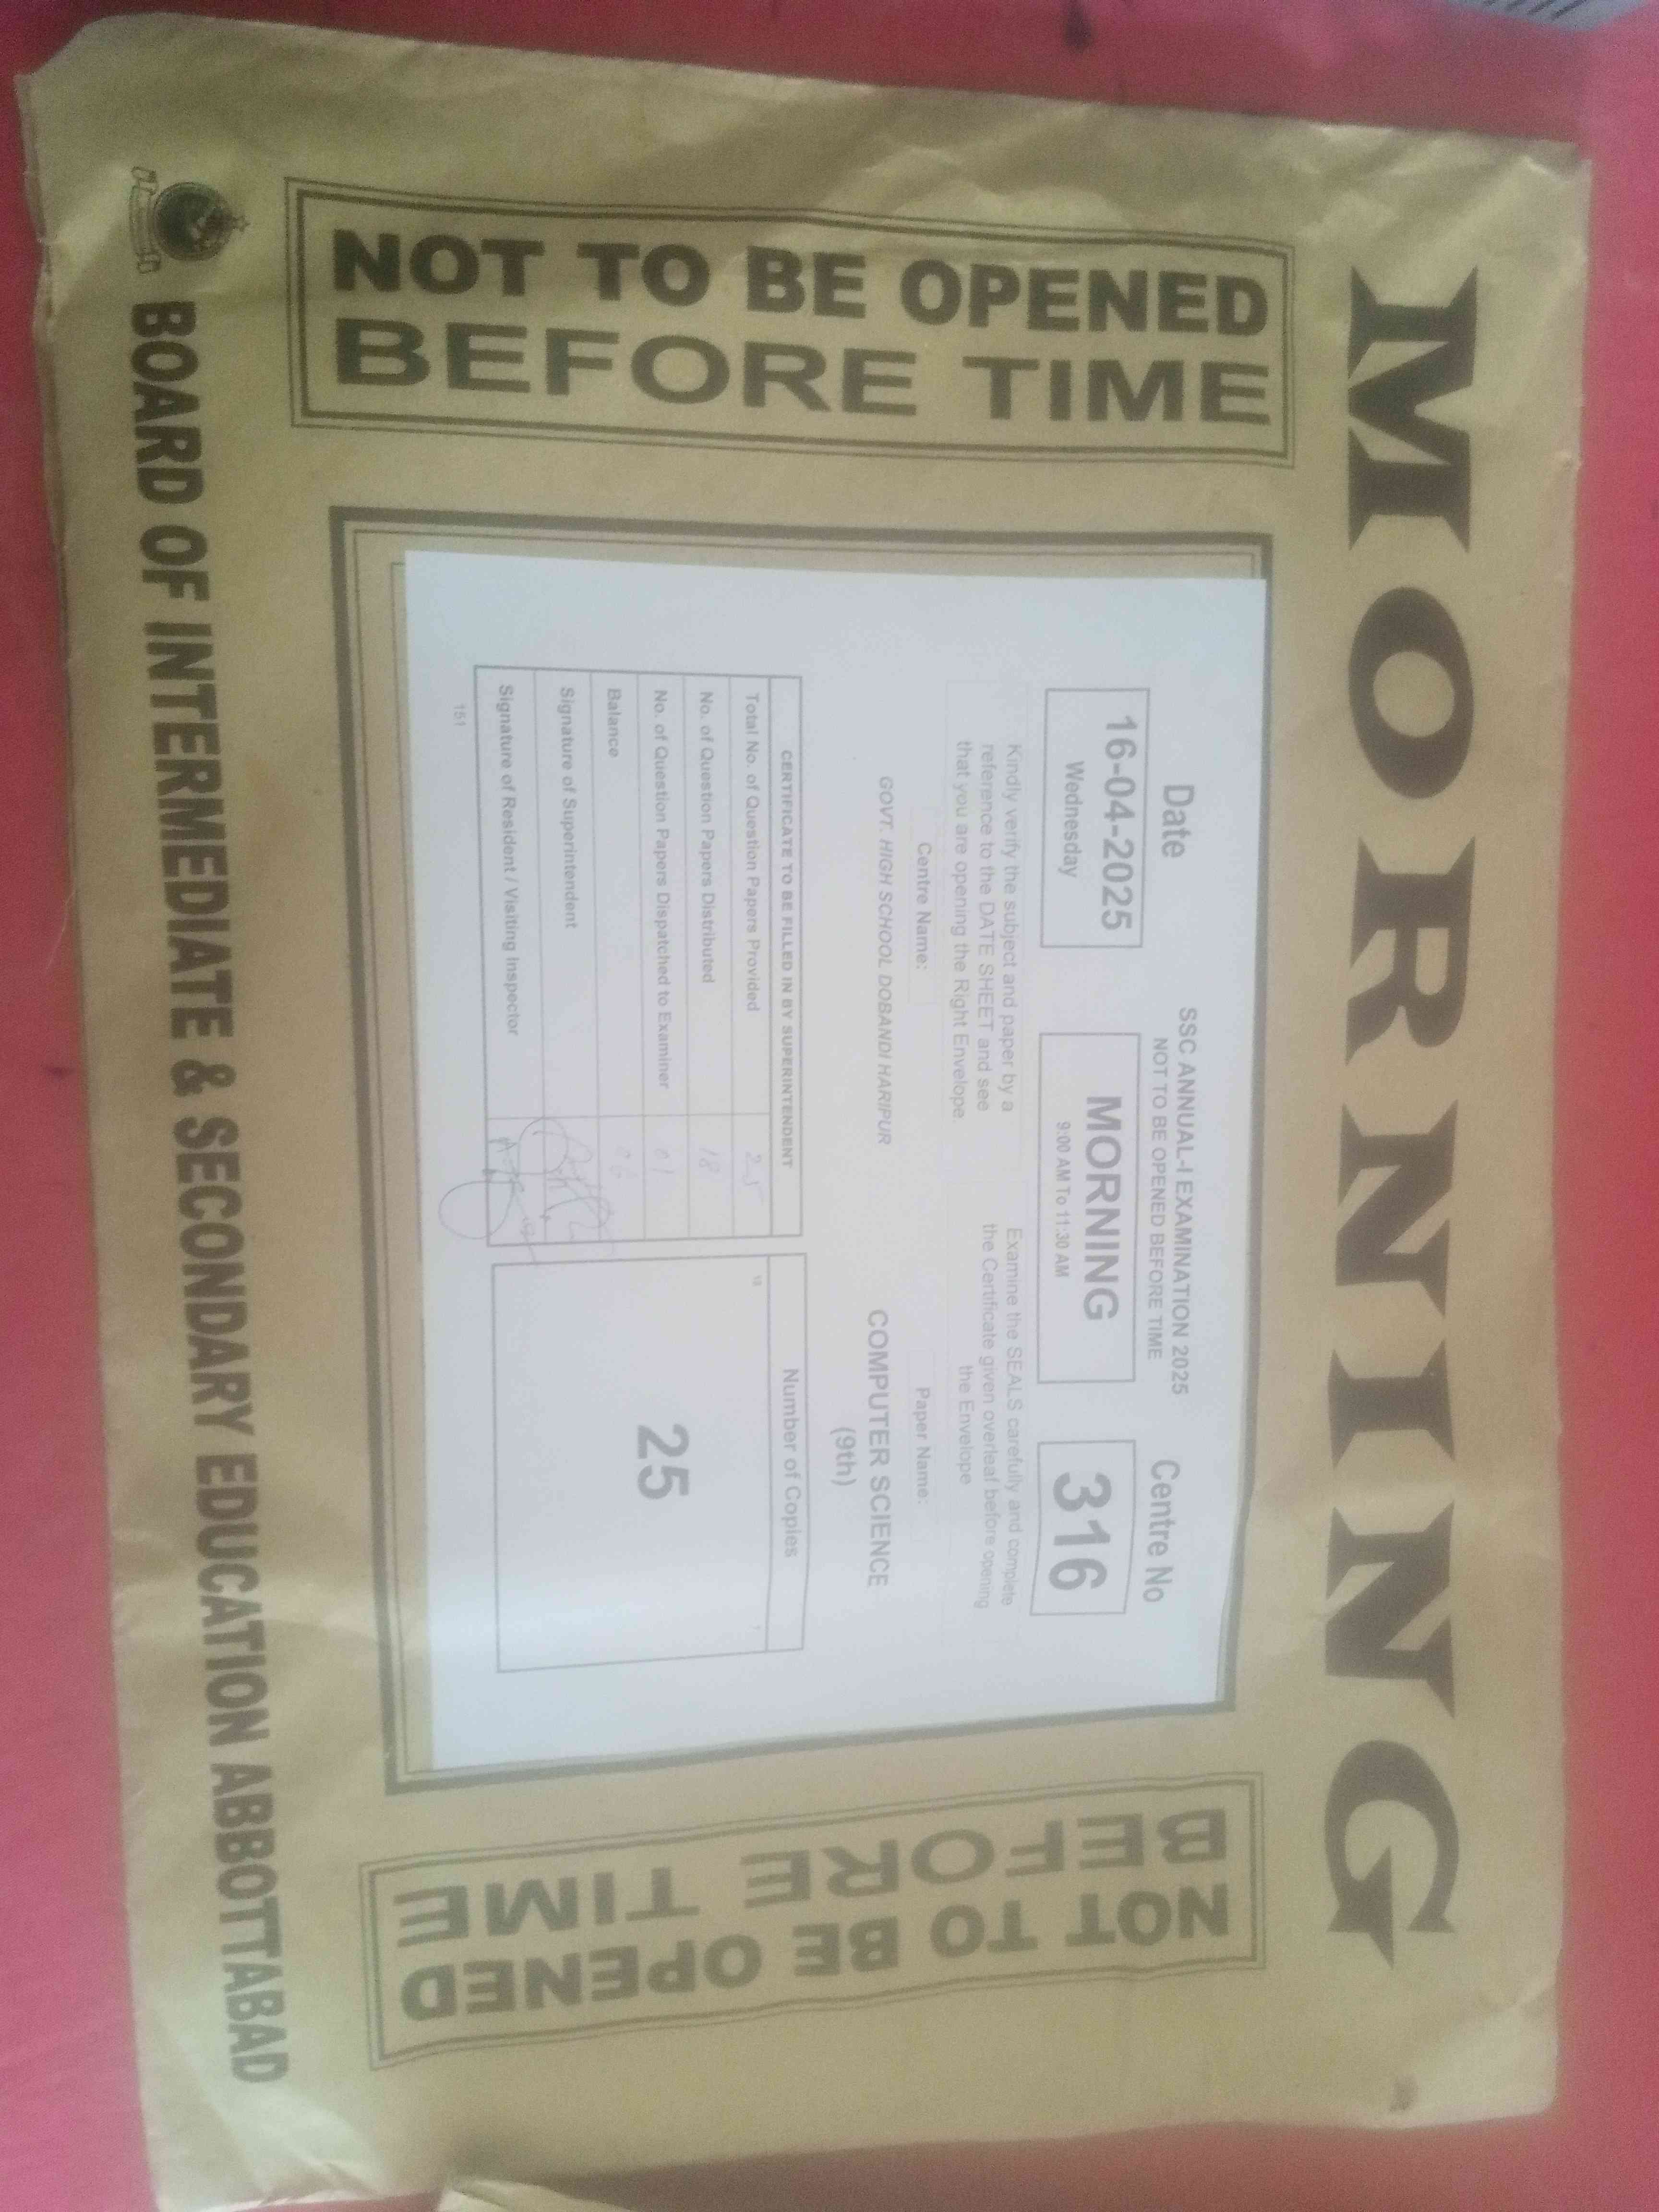 MORNING
NOT TO BE OPENED
BEFORE TIME
Date
SSC ANNUAL-I EXAMINATION 2025
NOT TO BE OPENED BEFORE TIME
Centre No
16-04-2025
Wednesday
MORNING
9:00 AM To 11:30 AM
316
Kindly verify the subject and paper by a
reference to the DATE SHEET and see
that you are opening the Right Envelope.
Examine the SEALS carefully and complete
the Certificate given overleaf before opening
the Envelope
Centre Name:
Paper Name:
GOVT. HIGH SCHOOL DOBANDI HARIPUR
COMPUTER SCIENCE
(9th)
CERTIFICATE TO BE FILLED IN BY SUPERINTENDENT
Total No. of Question Papers Provided 25
No. of Question Papers Distributed 18
No. of Question Papers Dispatched to Examiner 01
Balance 06
Signature of Superintendent
Signature of Resident / Visiting Inspector
151
Number of Copies
18 7
25
NOT TO BE OPENED
BEFORE TIME
BOARD OF INTERMEDIATE & SECONDARY EDUCATION ABBOTTABAD